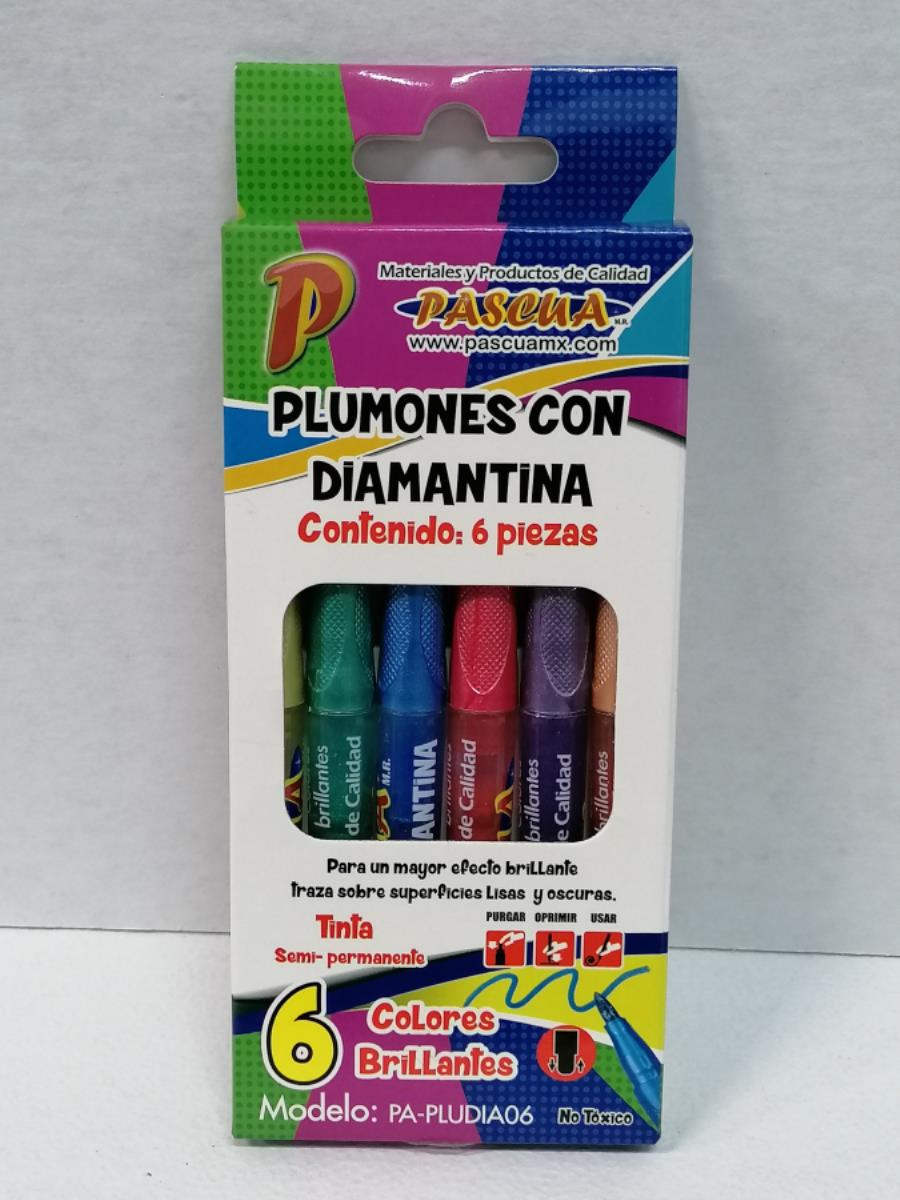 P
Materiales y Productos de Calidad
PASCUA M.R.
www.pascuamx.com
PLUMONES CON
DIAMANTINA
Contenido: 6 piezas
brillantes
de Calidad
M.R.
ANTINA
de Calidad
brillantes
e Calidad
brillantes
Para un mayor efecto brillante
traza sobre superficies lisas y oscuras.
Tinta
Semi-permanente
PURGAR OPRIMIR USAR
6 Colores
Brillantes
Modelo: PA-PLUDIA06
No Tóxico